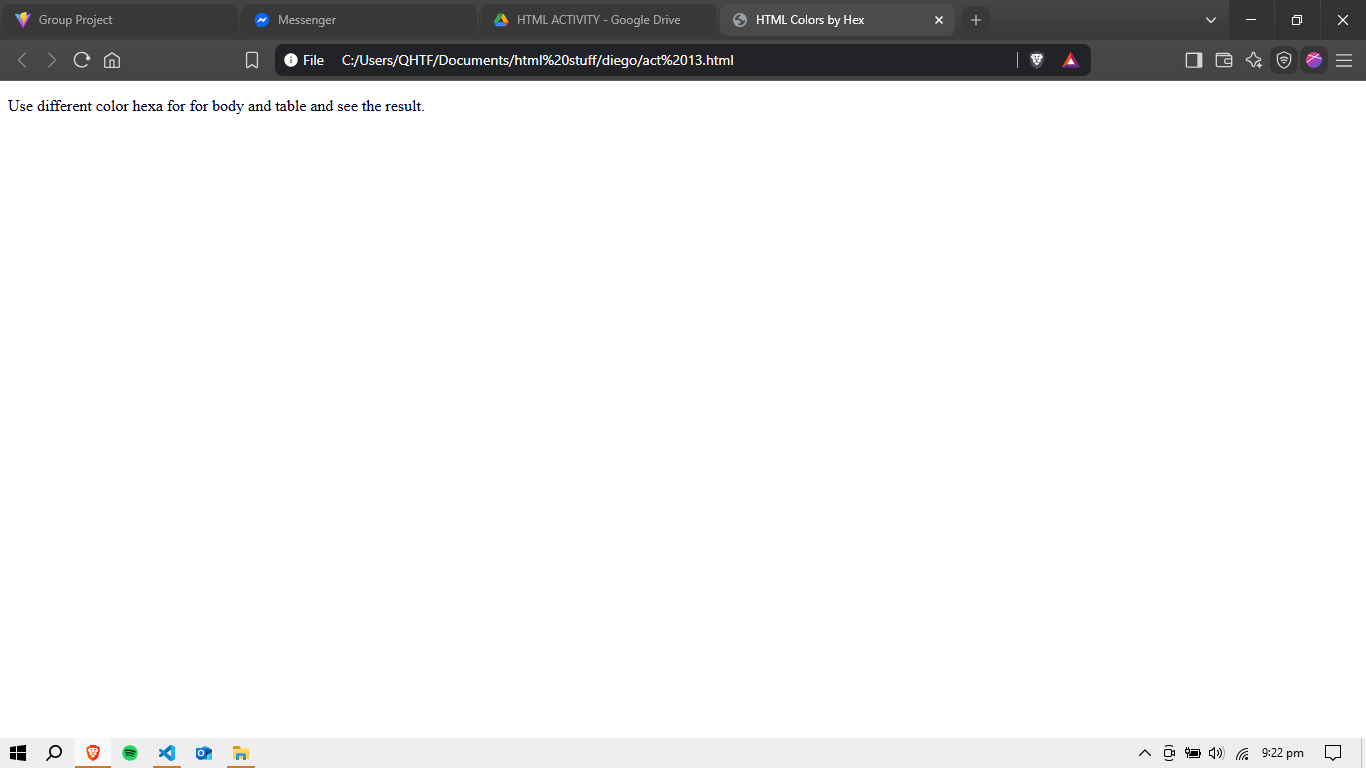 Group Project
Messenger
HTML ACTIVITY - Google Drive
HTML Colors by Hex
File C:/Users/QHTF/Documents/html%20stuff/diego/act%2013.html
Use different color hexa for for body and table and see the result.
9:22 pm